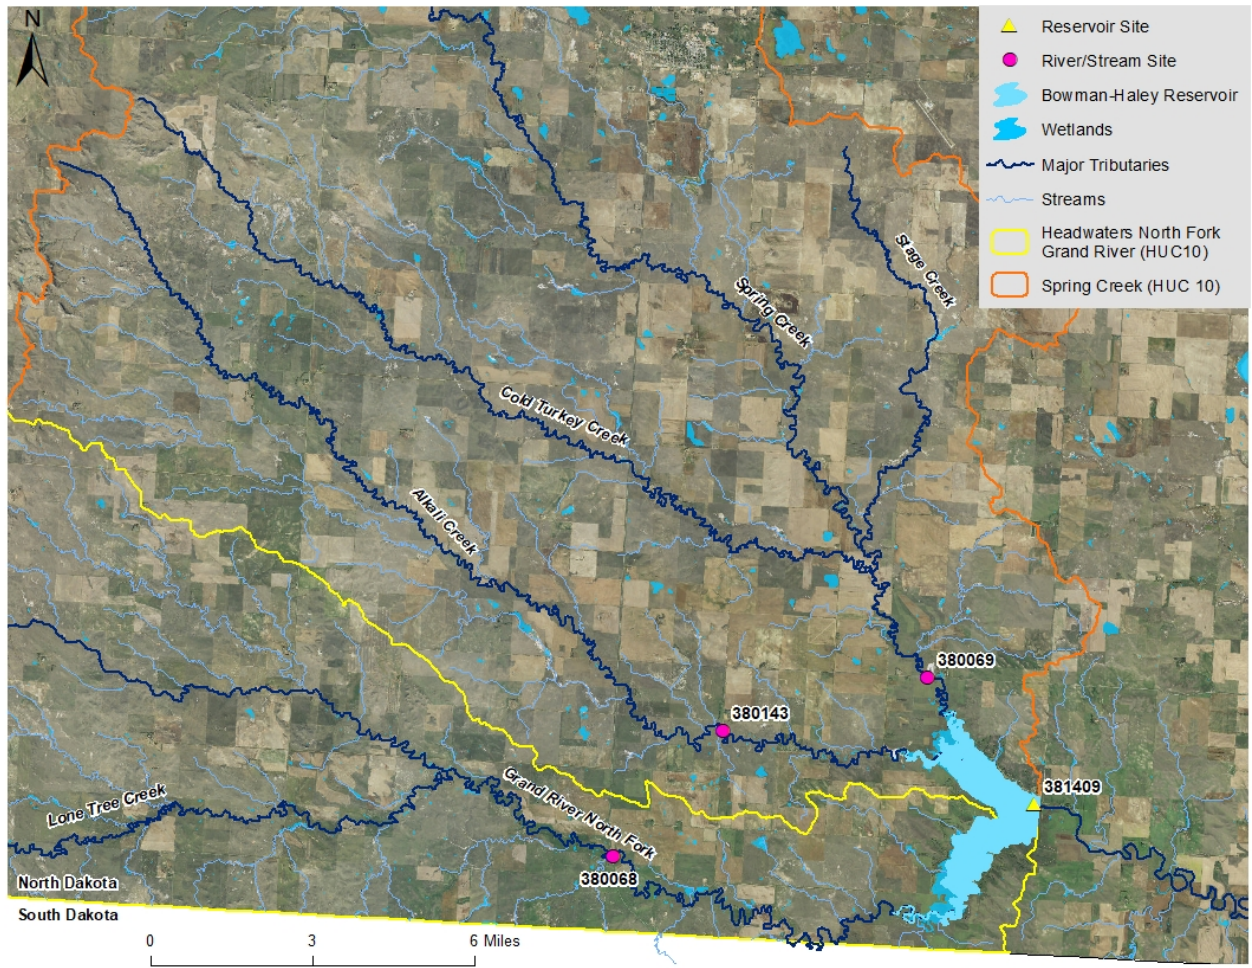 N
Reservoir Site
River/Stream Site
Bowman-Haley Reservoir
Wetlands
Major Tributaries
Streams
Headwaters North Fork
Grand River (HUC10)
Spring Creek (HUC 10)
Stage Creek
Spring Creek
Cold Turkey Creek
Alkali Creek
380069
380143
381409
Grand River North Fork
Lone Tree Creek
380068
North Dakota
South Dakota
0 3 6 Miles